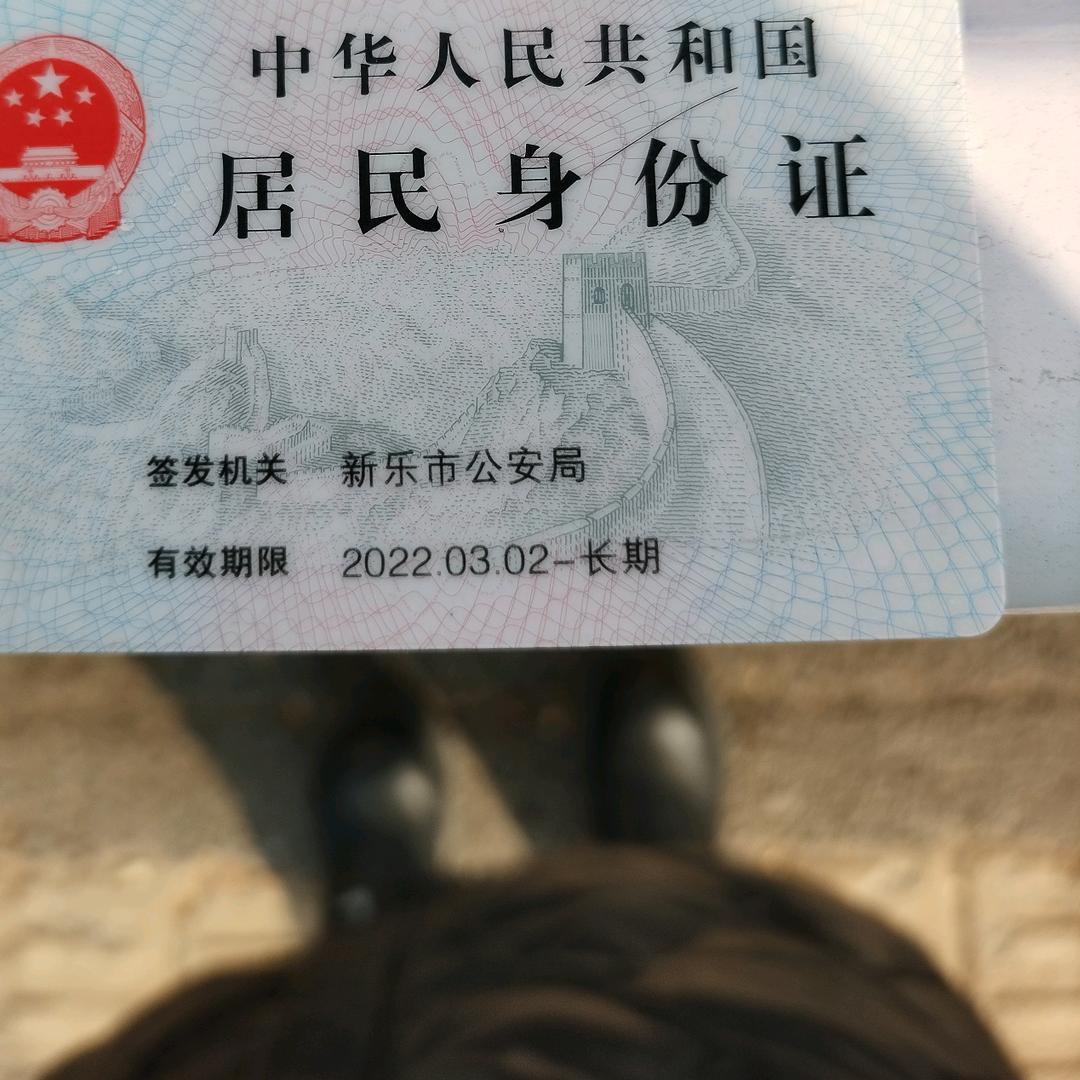 中华人民共和国
居民身份证
签发机关 新乐市公安局
有效期限 2022.03.02-长期